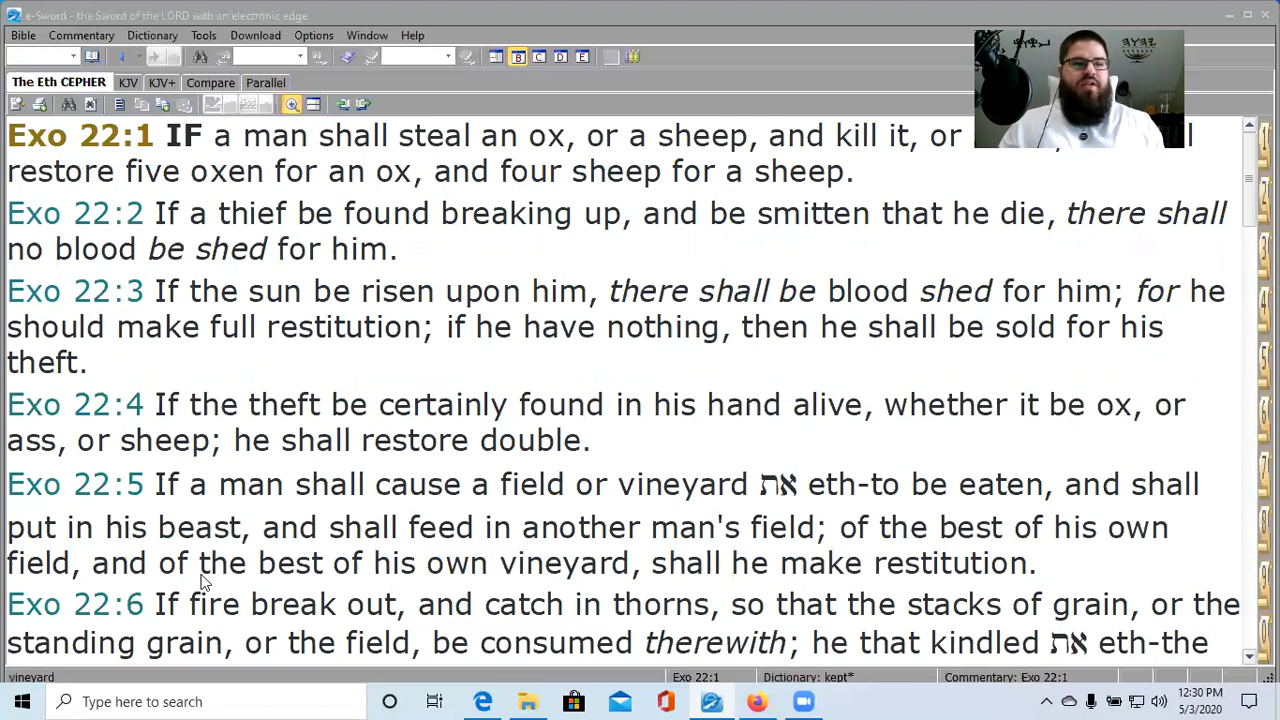 e-Sword - the Sword of the LORD with an electronic edge
Bible Commentary Dictionary Tools Download Options Window Help
B C D E
The Eth CEPHER KJV KJV+ Compare Parallel
Exo 22:1 IF a man shall steal an ox, or a sheep, and kill it, or
restore five oxen for an ox, and four sheep for a sheep.
Exo 22:2 If a thief be found breaking up, and be smitten that he die, there shall
no blood be shed for him.
Exo 22:3 If the sun be risen upon him, there shall be blood shed for him; for he
should make full restitution; if he have nothing, then he shall be sold for his
theft.
Exo 22:4 If the theft be certainly found in his hand alive, whether it be ox, or
ass, or sheep; he shall restore double.
Exo 22:5 If a man shall cause a field or vineyard את eth-to be eaten, and shall
put in his beast, and shall feed in another man's field; of the best of his own
field, and of the best of his own vineyard, shall he make restitution.
Exo 22:6 If fire break out, and catch in thorns, so that the stacks of grain, or the
standing grain, or the field, be consumed therewith; he that kindled את eth-the
vineyard Exo 22:1 Dictionary: kept* Commentary: Exo 22:1
Type here to search
12:30 PM
5/3/2020